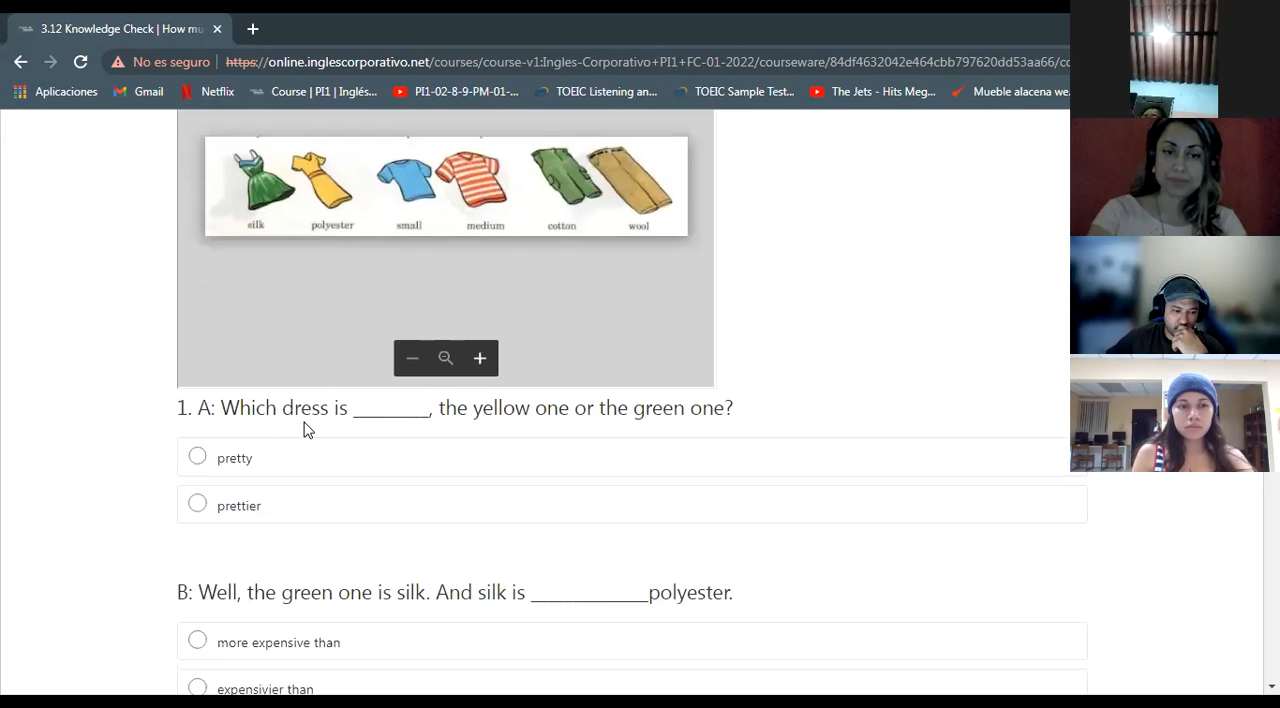 3.12 Knowledge Check | How mu
No es seguro | https://online.inglescorporativo.net/courses/course-v1:Ingles-Corporativo+PI1+FC-01-2022/courseware/84df4632042e464cbb797620dd53aa66/co
Aplicaciones Gmail Netflix Course | PI1 | Inglés... PI1-02-8-9-PM-01-... TOEIC Listening an... TOEIC Sample Test... The Jets - Hits Meg... Mueble alacena we...
silk polyester small medium cotton wool
1. A: Which dress is ________, the yellow one or the green one?
pretty
prettier
B: Well, the green one is silk. And silk is ____________polyester.
more expensive than
expensivier than